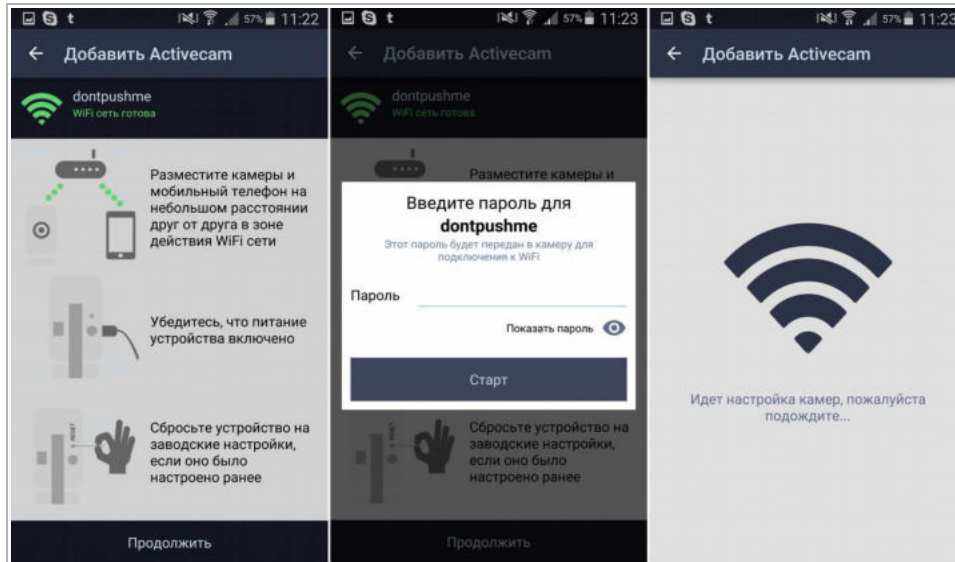 t
57%
11:22
Добавить Activecam
dontpushme
WiFi сеть готова
Разместите камеры и
мобильный телефон на
небольшом расстоянии
друг от друга в зоне
действия WiFi сети
Убедитесь, что питание
устройства включено
RESET
Сбросьте устройство на
заводские настройки,
если оно было
настроено ранее
Продолжить
t
57%
11:23
Добавить Activecam
dontpushme
WiFi сеть готова
Разместите камеры и
Введите пароль для
dontpushme
Этот пароль будет передан в камеру для
подключения к WiFi
Пароль
Показать пароль
Старт
Сбросьте устройство на
заводские настройки,
если оно было
настроено ранее
Продолжить
t
57%
11:23
Добавить Activecam
Идет настройка камер, пожалуйста
подождите...